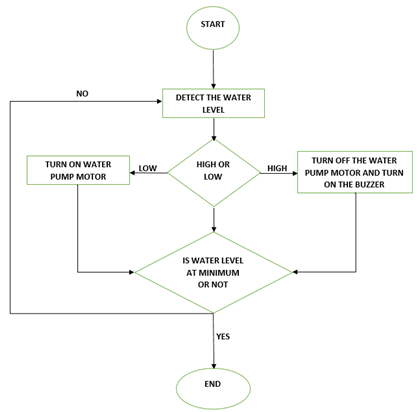 START
NO
DETECT THE WATER
LEVEL
HIGH OR
LOW
LOW
HIGH
TURN ON WATER
PUMP MOTOR
TURN OFF THE WATER
PUMP MOTOR AND TURN
ON THE BUZZER
IS WATER LEVEL
AT MINIMUM
OR NOT
YES
END